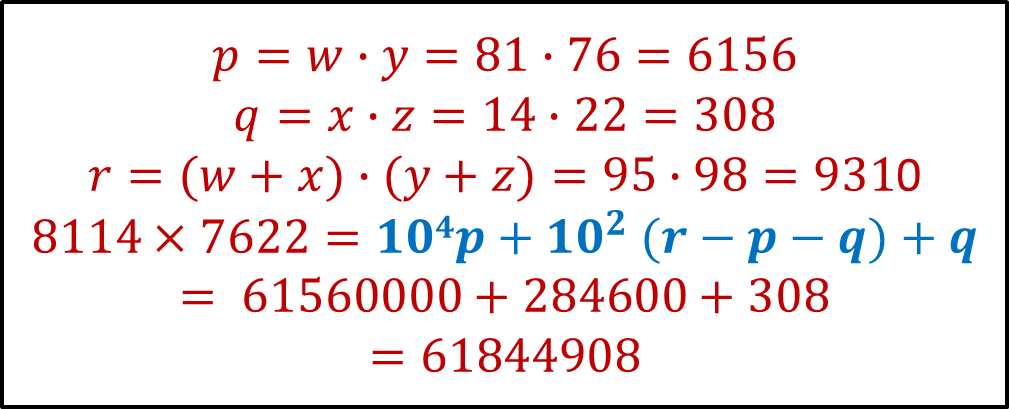 p = w · y = 81 · 76 = 6156
q = x · z = 14 · 22 = 308
r = (w + x) · (y + z) = 95 · 98 = 9310
8114 × 7622 = 10⁴p + 10² (r − p − q) + q
= 61560000 + 284600 + 308
= 61844908